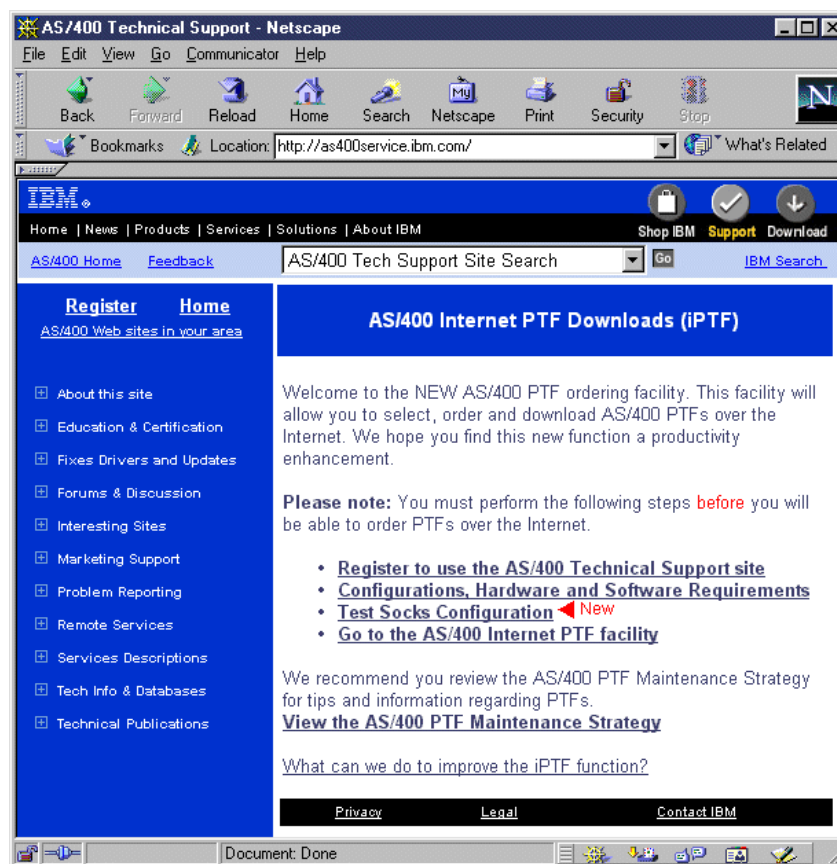 AS/400 Technical Support - Netscape
File Edit View Go Communicator Help
Back Forward Reload Home Search My Netscape Print Security Stop N
Bookmarks Location: http://as400service.ibm.com/ What's Related
IBM®
Home | News | Products | Services | Solutions | About IBM Shop IBM Support Download
AS/400 Home Feedback AS/400 Tech Support Site Search Go IBM Search
Register Home
AS/400 Web sites in your area
About this site
Education & Certification
Fixes Drivers and Updates
Forums & Discussion
Interesting Sites
Marketing Support
Problem Reporting
Remote Services
Services Descriptions
Tech Info & Databases
Technical Publications
AS/400 Internet PTF Downloads (iPTF)
Welcome to the NEW AS/400 PTF ordering facility. This facility will
allow you to select, order and download AS/400 PTFs over the
Internet. We hope you find this new function a productivity
enhancement.
Please note: You must perform the following steps before you will
be able to order PTFs over the Internet.
• Register to use the AS/400 Technical Support site
• Configurations, Hardware and Software Requirements
• Test Socks Configuration New
• Go to the AS/400 Internet PTF facility
We recommend you review the AS/400 PTF Maintenance Strategy
for tips and information regarding PTFs.
View the AS/400 PTF Maintenance Strategy
What can we do to improve the iPTF function?
Privacy Legal Contact IBM
Document: Done